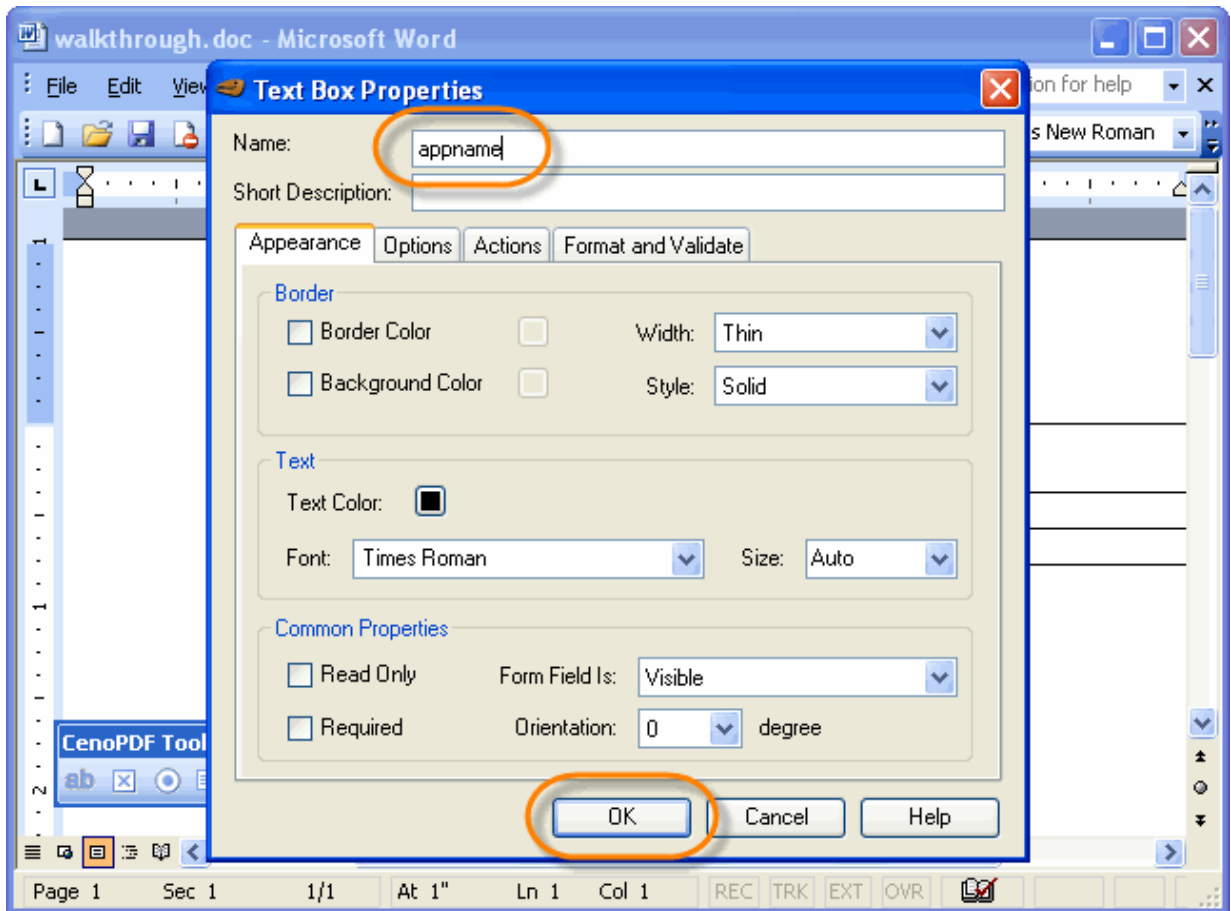 walkthrough.doc - Microsoft Word
File Edit View ion for help
Text Box Properties
s New Roman
Name: appname
Short Description:
Appearance Options Actions Format and Validate
Border
Border Color Width: Thin
Background Color Style: Solid
Text
Text Color:
Font: Times Roman Size: Auto
Common Properties
Read Only Form Field Is: Visible
Required Orientation: 0 degree
CenoPDF Tool
ab
OK Cancel Help
Page 1 Sec 1 1/1 At 1" Ln 1 Col 1 REC TRK EXT OVR